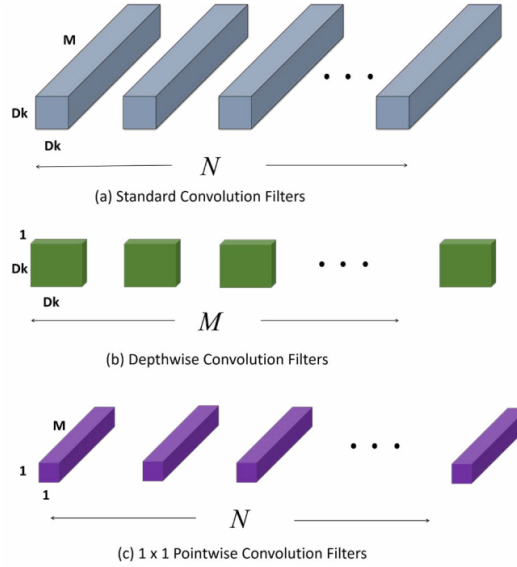 M
Dk
Dk
N
(a) Standard Convolution Filters
1
Dk
Dk
M
(b) Depthwise Convolution Filters
M
1
1
N
(c) 1 x 1 Pointwise Convolution Filters